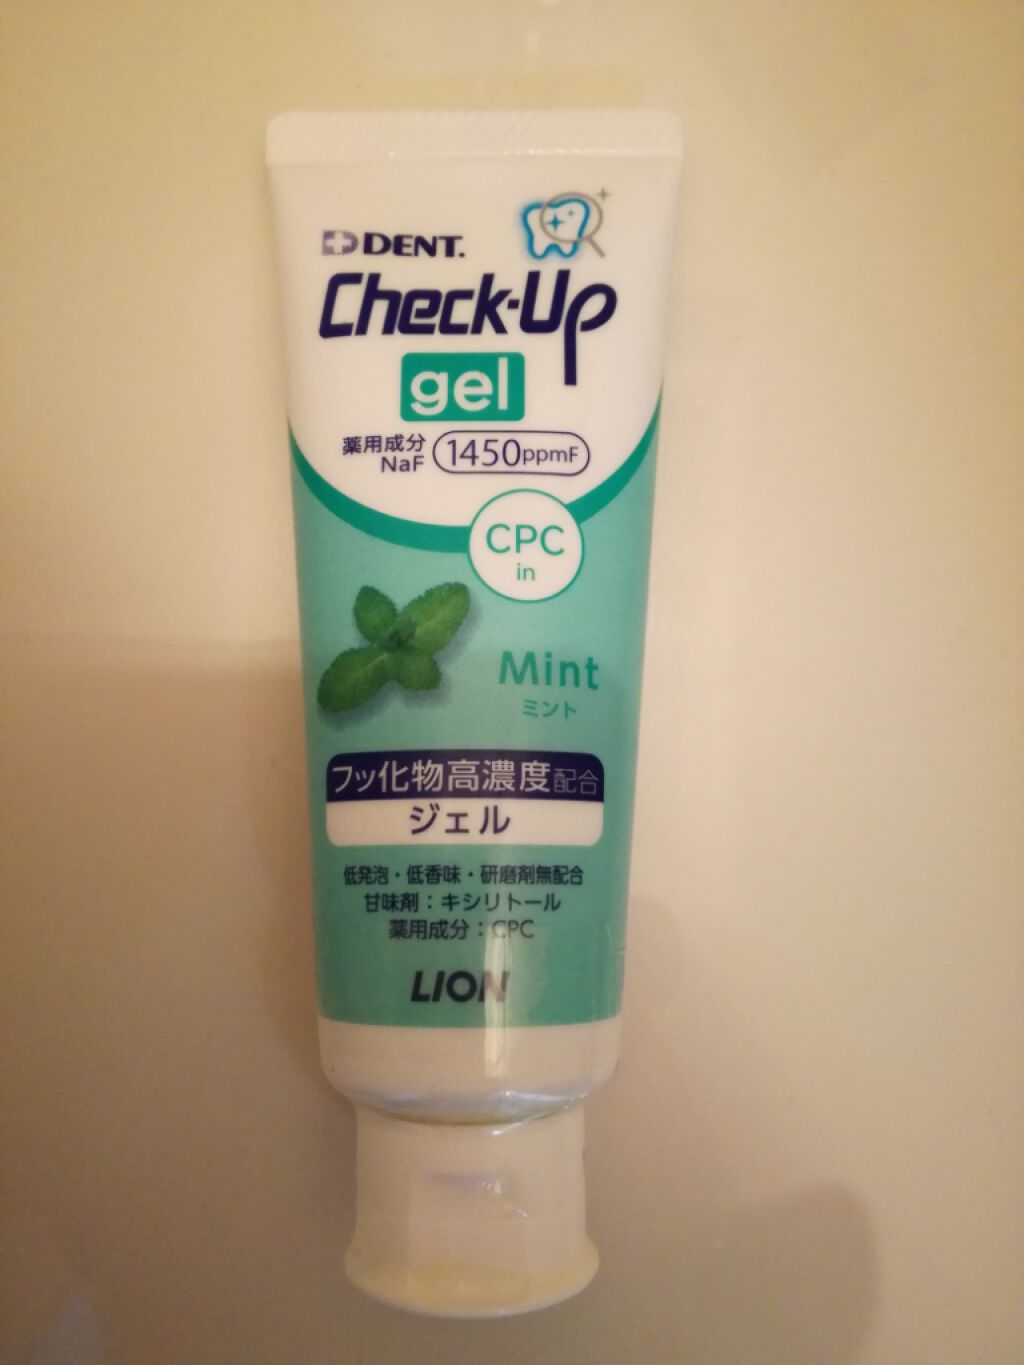 DENT.
Check-Up
gel
薬用成分
NaF 1450ppmF
CPC
in
Mint
ミント
フッ化物高濃度配合
ジェル
低発泡・低香味・研磨剤無配合
甘味剤：キシリトール
薬用成分：CPC
LION